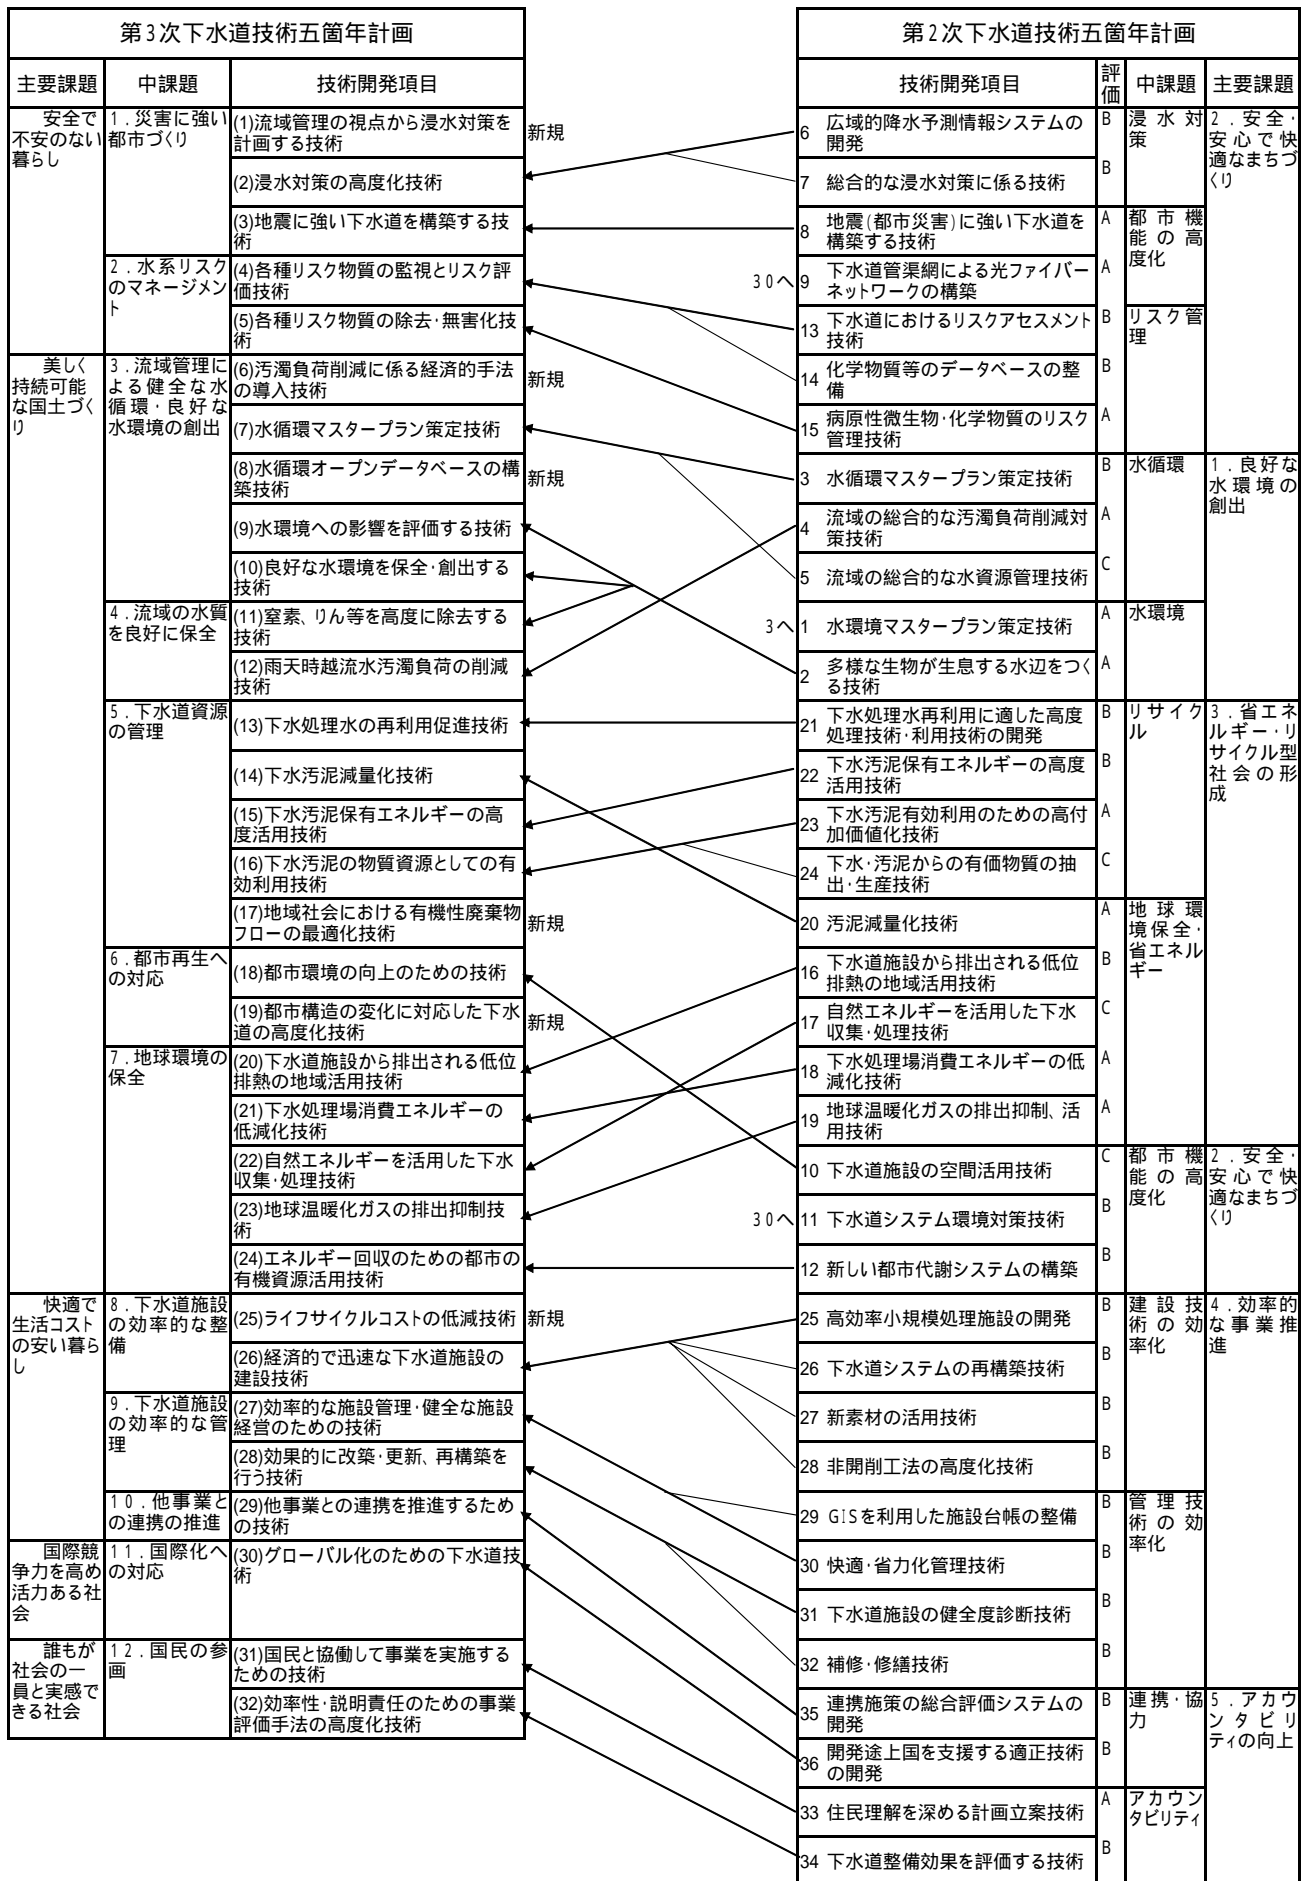 第3次下水道技術五箇年計画
主要課題
中課題
技術開発項目
安全で
不安のない
暮らし
1.災害に強い
都市づくり
(1)流域管理の視点から浸水対策を
計画する技術
新規
(2)浸水対策の高度化技術
(3)地震に強い下水道を構築する技
術
2.水系リスク
のマネージメン
ト
(4)各種リスク物質の監視とリスク評
価技術
(5)各種リスク物質の除去・無害化技
術
美しく
持続可能
な国土づく
り
3.流域管理に
よる健全な水
循環・良好な
水環境の創出
(6)汚濁負荷削減に係る経済的手法
の導入技術
新規
(7)水循環マスタープラン策定技術
(8)水循環オープンデータベースの構
築技術
新規
(9)水環境への影響を評価する技術
(10)良好な水環境を保全・創出する
技術
4.流域の水質
を良好に保全
(11)窒素、りん等を高度に除去する
技術
(12)雨天時越流水汚濁負荷の削減
技術
5.下水道資源
の管理
(13)下水処理水の再利用促進技術
(14)下水汚泥減量化技術
(15)下水汚泥保有エネルギーの高
度活用技術
(16)下水汚泥の物質資源としての有
効利用技術
(17)地域社会における有機性廃棄物
フローの最適化技術
新規
6.都市再生へ
の対応
(18)都市環境の向上のための技術
(19)都市構造の変化に対応した下水
道の高度化技術
新規
7.地球環境の
保全
(20)下水道施設から排出される低位
排熱の地域活用技術
(21)下水処理場消費エネルギーの
低減化技術
(22)自然エネルギーを活用した下水
収集・処理技術
(23)地球温暖化ガスの排出抑制技
術
(24)エネルギー回収のための都市の
有機資源活用技術
快適で
生活コスト
の安い暮ら
し
8.下水道施設
の効率的な整
備
(25)ライフサイクルコストの低減技術
新規
(26)経済的で迅速な下水道施設の
建設技術
9.下水道施設
の効率的な管
理
(27)効率的な施設管理・健全な施設
経営のための技術
(28)効果的に改築・更新、再構築を
行う技術
10.他事業と
の連携の推進
(29)他事業との連携を推進するため
の技術
国際競
争力を高め
活力ある社
会
11.国際化へ
の対応
(30)グローバル化のための下水道技
術
誰もが
社会の一
員と実感で
きる社会
12.国民の参
画
(31)国民と協働して事業を実施する
ための技術
(32)効率性・説明責任のための事業
評価手法の高度化技術
第2次下水道技術五箇年計画
技術開発項目
評
価
中課題
主要課題
6 広域的降水予測情報システムの
開発
B
浸水対
策
2.安全・
安心で快
適なまちづ
くり
7 総合的な浸水対策に係る技術
B
8 地震(都市災害)に強い下水道を
構築する技術
A
都市機
能の高
度化
30へ
9 下水道管渠網による光ファイバー
ネットワークの構築
A
13 下水道におけるリスクアセスメント
技術
B
リスク管
理
14 化学物質等のデータベースの整
備
B
15 病原性微生物・化学物質のリスク
管理技術
A
3 水循環マスタープラン策定技術
B
水循環
1.良好な
水環境の
創出
4 流域の総合的な汚濁負荷削減対
策技術
A
5 流域の総合的な水資源管理技術
C
3へ
1 水環境マスタープラン策定技術
A
水環境
2 多様な生物が生息する水辺をつく
る技術
A
21 下水処理水再利用に適した高度
処理技術・利用技術の開発
B
リサイク
ル
3.省エネ
ルギー・リ
サイクル型
社会の形
成
22 下水汚泥保有エネルギーの高度
活用技術
B
23 下水汚泥有効利用のための高付
加価値化技術
A
24 下水・汚泥からの有価物質の抽
出・生産技術
C
20 汚泥減量化技術
A
地球環
境保全・
省エネル
ギー
16 下水道施設から排出される低位
排熱の地域活用技術
B
17 自然エネルギーを活用した下水
収集・処理技術
C
18 下水処理場消費エネルギーの低
減化技術
A
19 地球温暖化ガスの排出抑制、活
用技術
A
10 下水道施設の空間活用技術
C
都市機
能の高
度化
2.安全・
安心で快
適なまちづ
くり
30へ
11 下水道システム環境対策技術
B
12 新しい都市代謝システムの構築
B
25 高効率小規模処理施設の開発
B
建設技
術の効
率化
4.効率的
な事業推
進
26 下水道システムの再構築技術
B
27 新素材の活用技術
B
28 非開削工法の高度化技術
B
29 GISを利用した施設台帳の整備
B
管理技
術の効
率化
30 快適・省力化管理技術
B
31 下水道施設の健全度診断技術
B
32 補修・修繕技術
B
35 連携施策の総合評価システムの
開発
B
連携・協
力
5.アカウ
ンタビリ
ティの向上
36 開発途上国を支援する適正技術
の開発
B
33 住民理解を深める計画立案技術
A
アカウン
タビリティ
34 下水道整備効果を評価する技術
B